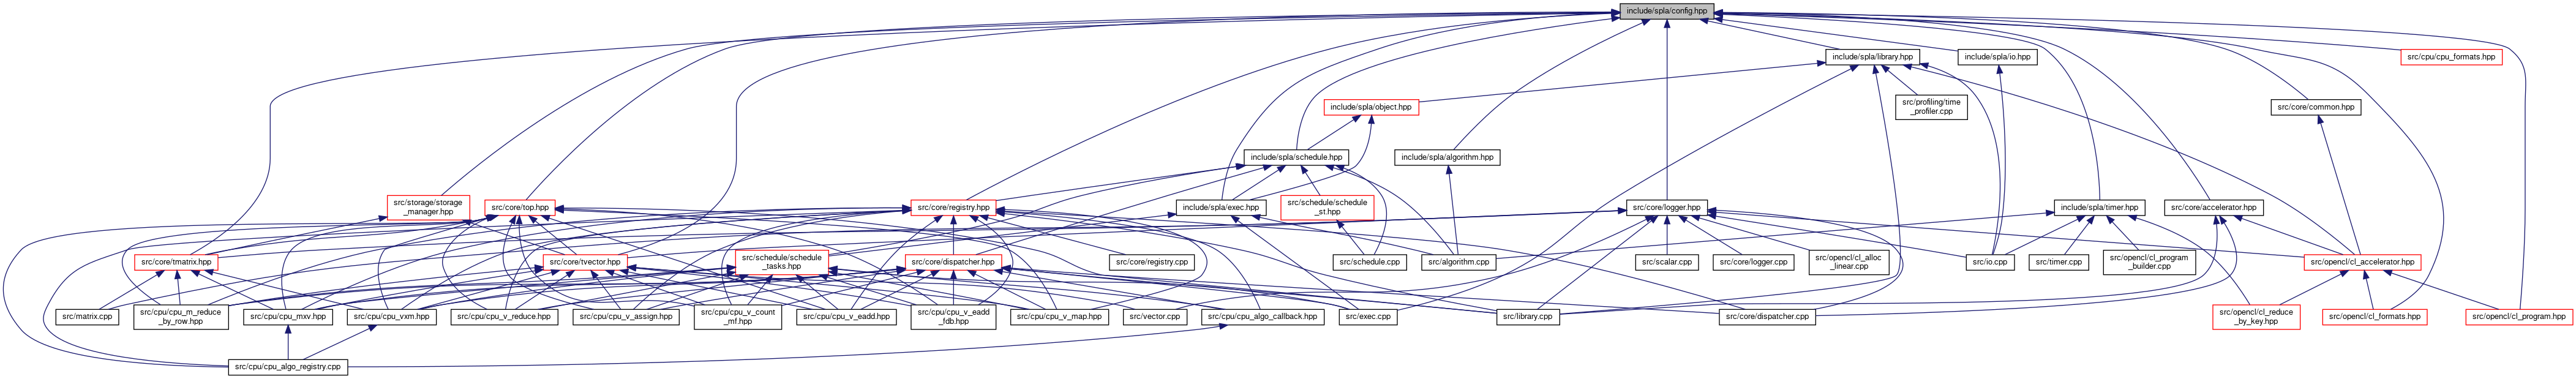 include/spla/config.hpp
include/spla/library.hpp
include/spla/io.hpp
src/cpu/cpu_formats.hpp
include/spla/object.hpp
src/profiling/time
_profiler.cpp
src/core/common.hpp
include/spla/schedule.hpp
include/spla/algorithm.hpp
src/storage/storage
_manager.hpp
src/core/top.hpp
src/core/registry.hpp
include/spla/exec.hpp
src/schedule/schedule
_st.hpp
src/core/logger.hpp
include/spla/timer.hpp
src/core/accelerator.hpp
src/core/tmatrix.hpp
src/core/tvector.hpp
src/schedule/schedule
_tasks.hpp
src/core/dispatcher.hpp
src/core/registry.cpp
src/schedule.cpp
src/algorithm.cpp
src/scalar.cpp
src/core/logger.cpp
src/opencl/cl_alloc
_linear.cpp
src/io.cpp
src/timer.cpp
src/opencl/cl_program
_builder.cpp
src/opencl/cl_accelerator.hpp
src/matrix.cpp
src/cpu/cpu_m_reduce
_by_row.hpp
src/cpu/cpu_mxv.hpp
src/cpu/cpu_vxm.hpp
src/cpu/cpu_v_reduce.hpp
src/cpu/cpu_v_assign.hpp
src/cpu/cpu_v_count
_mf.hpp
src/cpu/cpu_v_eadd.hpp
src/cpu/cpu_v_eadd
_fdb.hpp
src/cpu/cpu_v_map.hpp
src/vector.cpp
src/cpu/cpu_algo_callback.hpp
src/exec.cpp
src/library.cpp
src/core/dispatcher.cpp
src/opencl/cl_reduce
_by_key.hpp
src/opencl/cl_formats.hpp
src/opencl/cl_program.hpp
src/cpu/cpu_algo_registry.cpp